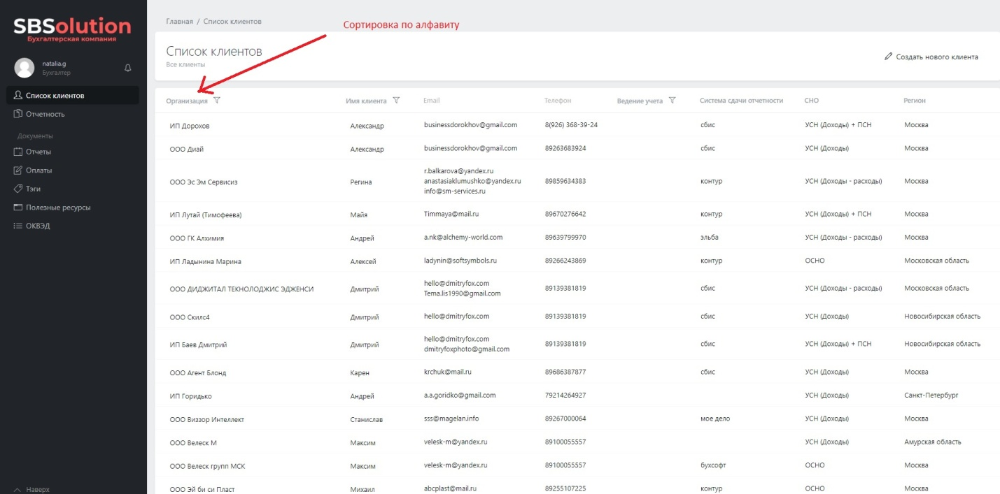 SBSolution
Бухгалтерская компания
natalia.g
Бухгалтер
Список клиентов
Отчетность
Документы
Отчеты
Оплаты
Тэги
Полезные ресурсы
ОКВЭД
Наверх
Главная / Список клиентов
Сортировка по алфавиту
Список клиентов
Все клиенты
Создать нового клиента
Организация Имя клиента Email Телефон Ведение учета Система сдачи отчетности СНО Регион
ИП Дорохов Александр businessdorokhov@gmail.com 8(926) 368-39-24 сбис УСН (Доходы) + ПСН Москва
ООО Диай Александр businessdorokhov@gmail.com 89263683924 сбис УСН (Доходы) Москва
r.balkarova@yandex.ru
ООО Эс Эм Сервисиз Регина anastasiaklumushko@yandex.ru 89859634383 контур УСН (Доходы - расходы) Москва
info@sm-services.ru
ИП Лутай (Тимофеева) Майя Timmaya@mail.ru 89670276642 контур УСН (Доходы) + ПСН Москва
ООО ГК Алхимия Андрей a.nk@alchemy-world.com 89639799970 эльба УСН (Доходы - расходы) Москва
ИП Ладынина Марина Алексей ladynin@softsymbols.ru 89266243869 контур ОСНО Московская область
hello@dmitryfox.com
ООО ДИДЖИТАЛ ТЕКНОЛОДЖИС ЭДЖЕНСИ Дмитрий 89139381819 сбис УСН (Доходы - расходы) Московская область
Tema.lis1990@gmail.com
ООО Скилс4 Дмитрий hello@dmitryfox.com 89139381819 сбис УСН (Доходы) Новосибирская область
hello@dmitryfox.com
ИП Баев Дмитрий Дмитрий 89139381819 сбис УСН (Доходы) + ПСН Новосибирская область
dmitryfoxphoto@gmail.com
ООО Агент Блонд Карен krchuk@mail.ru 89686387877 сбис УСН (Доходы) Москва
ИП Горидько Андрей a.a.goridko@gmail.com 79214264927 УСН (Доходы) Санкт-Петербург
ООО Виззор Интеллект Станислав sss@magelan.info 89267000064 мое дело УСН (Доходы) Москва
ООО Велеск М Максим velesk-m@yandex.ru 89100055557 УСН (Доходы) Амурская область
ООО Велеск групп МСК Максим velesk-m@yandex.ru 89100055557 бухсофт ОСНО Москва
ООО Эй би си Пласт Михаил abcplast@mail.ru 89255107225 контур ОСНО Москва